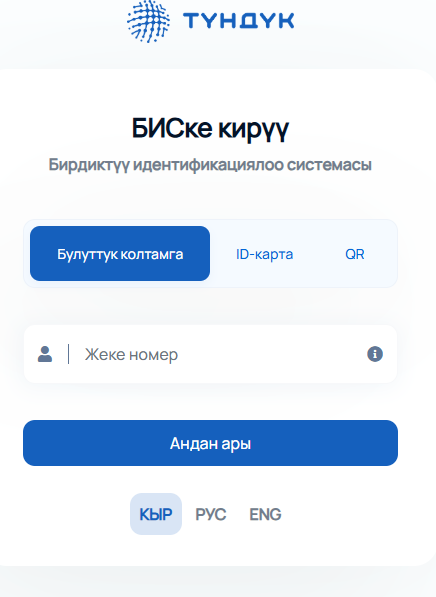 ТҮНДҮК
БИСке кирүү
Бирдиктүү идентификациялоо системасы
Булуттук колтамга ID-карта QR
Жеке номер
Андан ары
КЫР РУС ENG